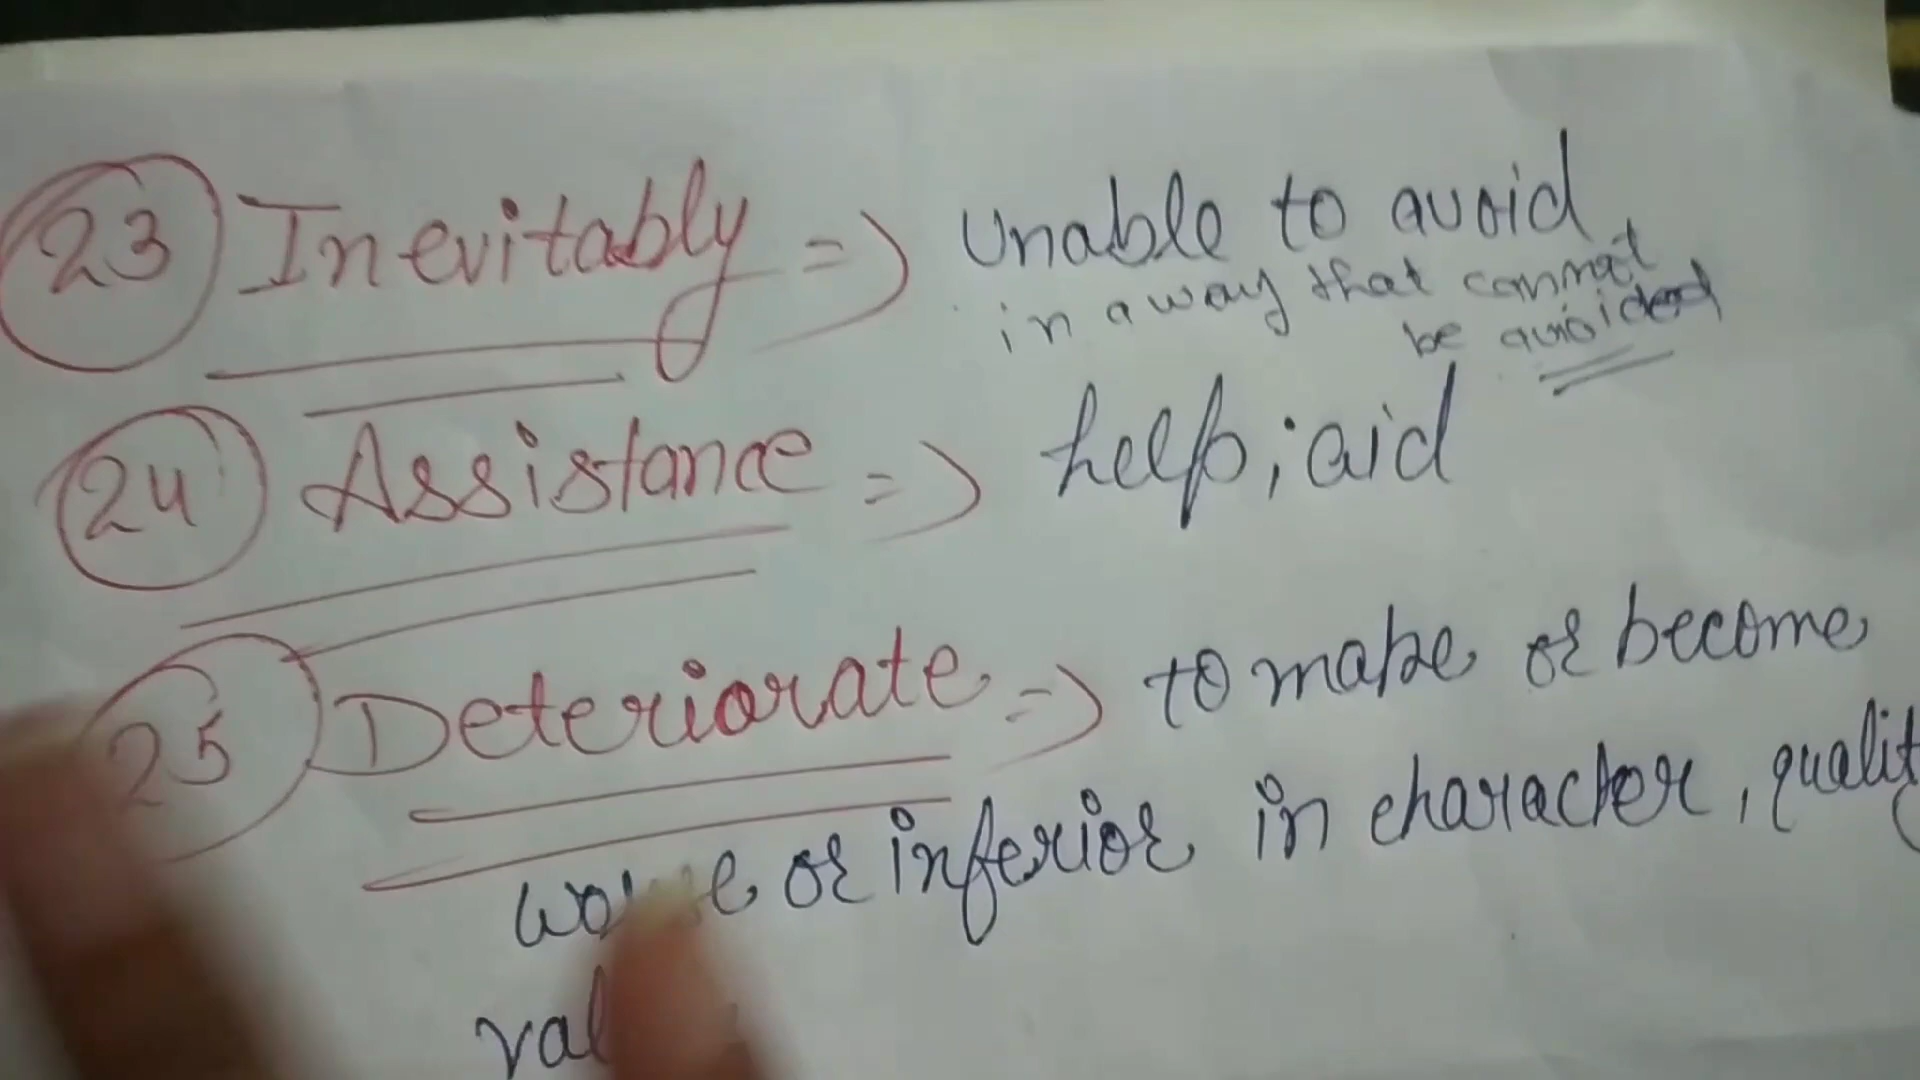 23 Inevitably => Unable to avoid
in a way that cannot
be avoided
24 Assistance => help; aid
25 Deteriorate => to make or become
or inferior in character, qualit